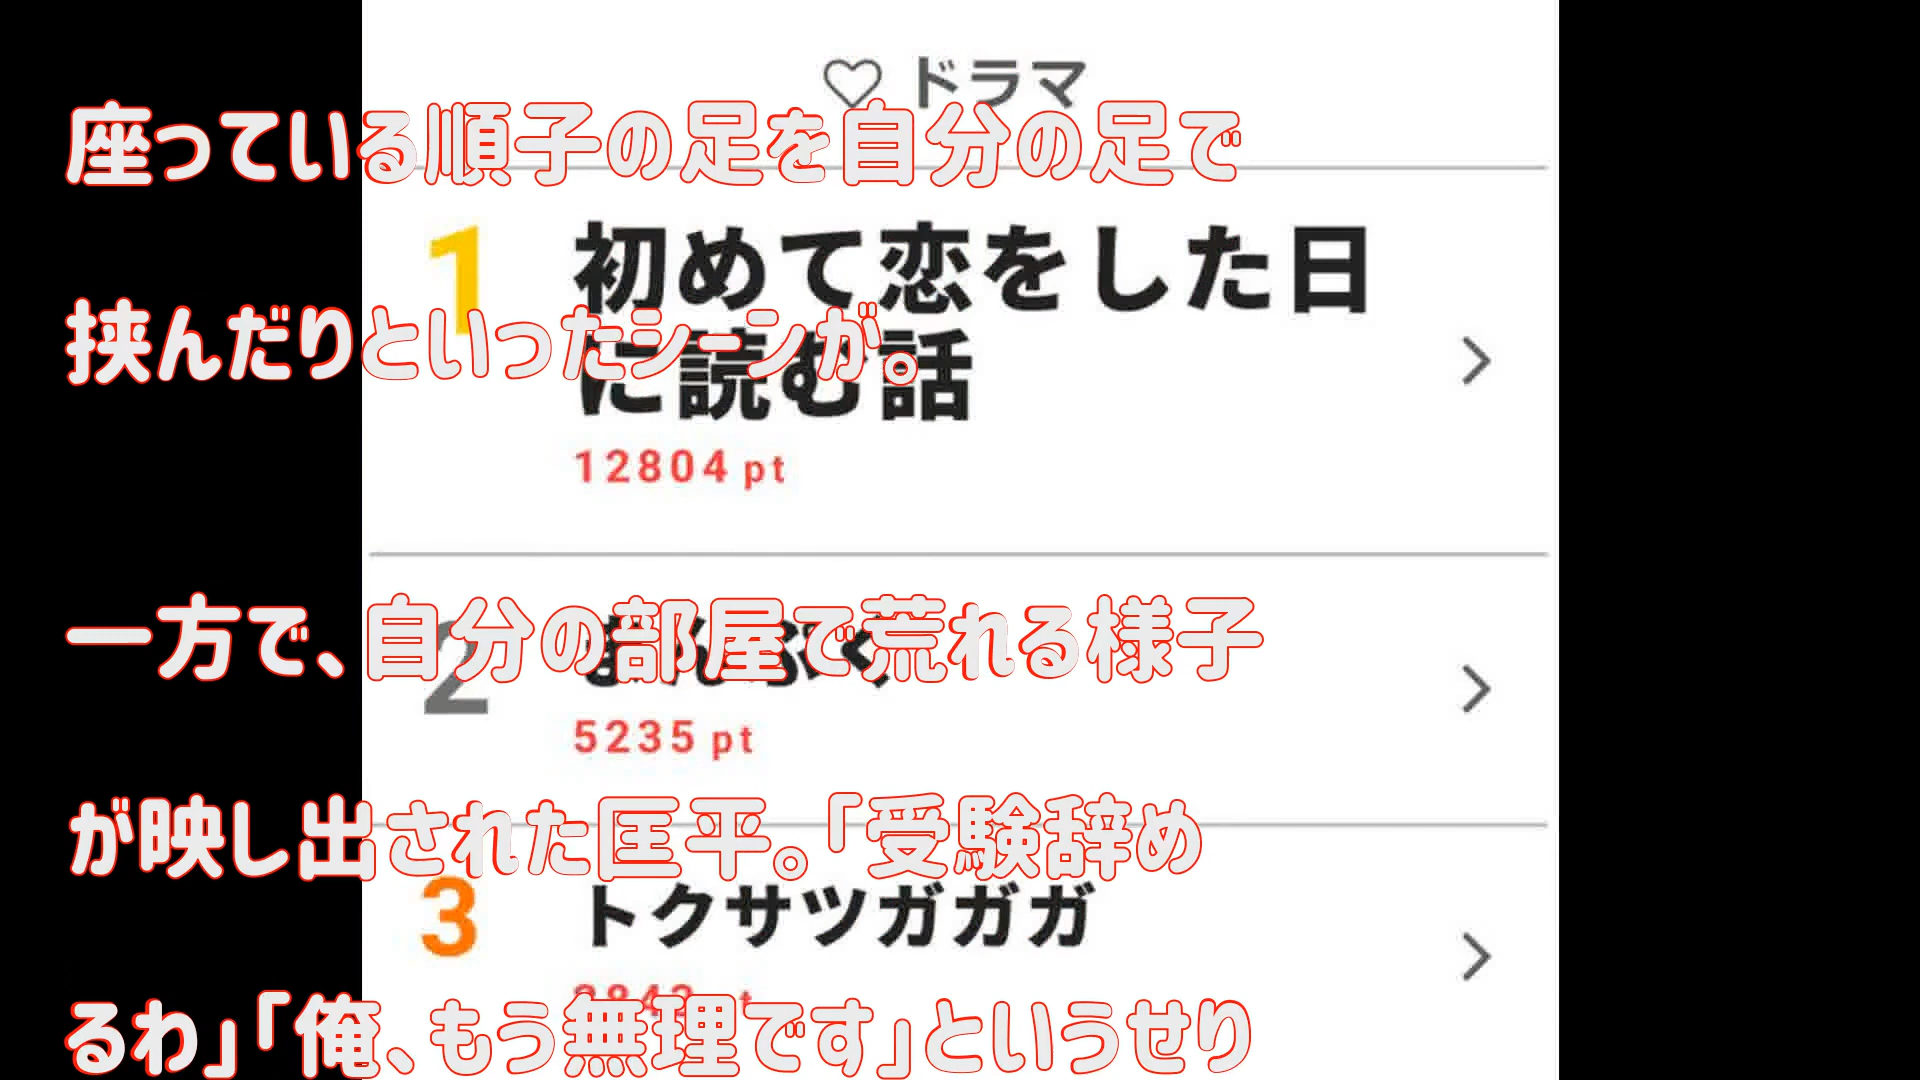 ドラマ
座っている順子の足を自分の足で
1 初めて恋をした日
挟んだりといったシーンが。
に読む話
12804 pt
一方で、自分の部屋で荒れる様子
2 まんぷく
5235 pt
が映し出された匡平。「受験辞め
3 トクサツガガガ
るわ」「俺、もう無理です」というせり